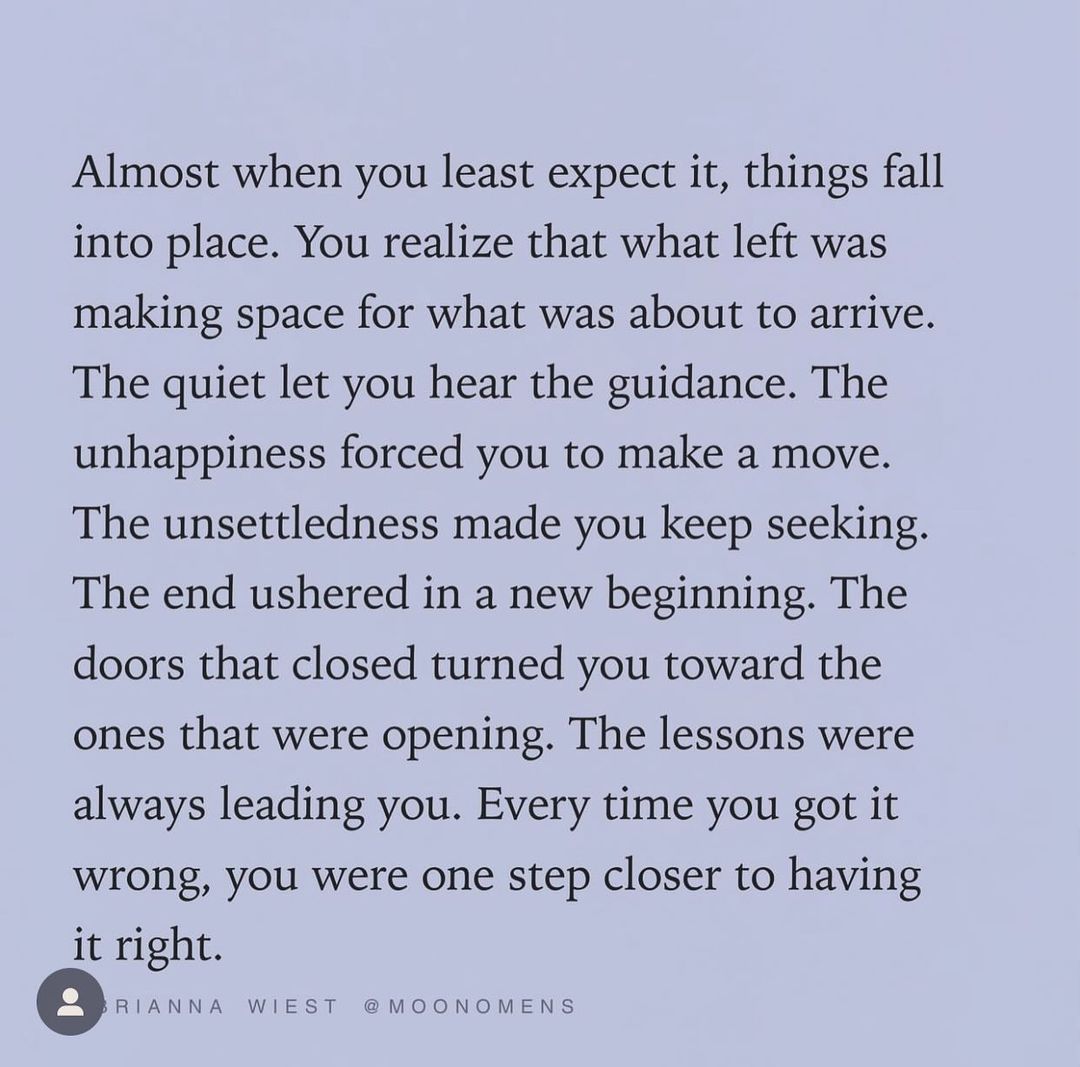 Almost when you least expect it, things fall
into place. You realize that what left was
making space for what was about to arrive.
The quiet let you hear the guidance. The
unhappiness forced you to make a move.
The unsettledness made you keep seeking.
The end ushered in a new beginning. The
doors that closed turned you toward the
ones that were opening. The lessons were
always leading you. Every time you got it
wrong, you were one step closer to having
it right.
BRIANNA WIEST @MOONOMENS